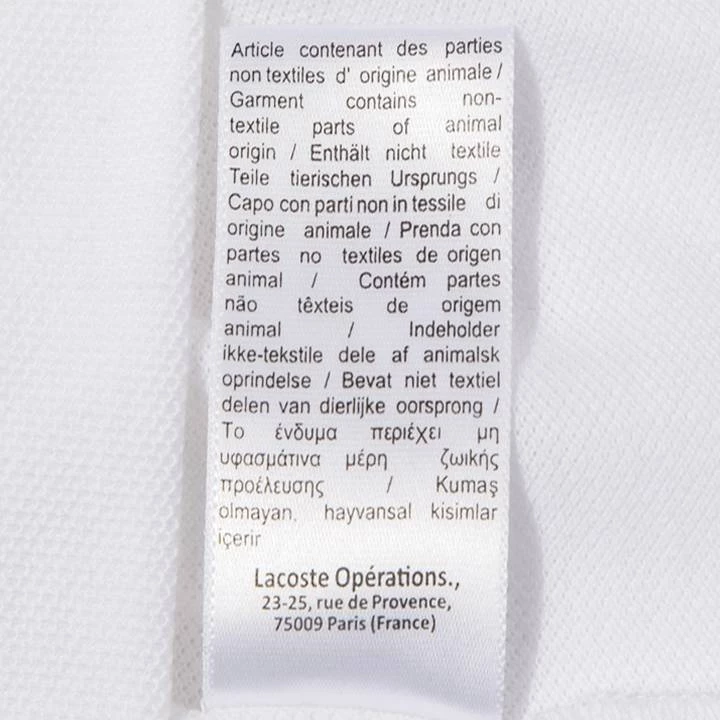 Article contenant des parties
non textiles d' origine animale /
Garment contains non-
textile parts of animal
origin / Enthält nicht textile
Teile tierischen Ursprungs /
Capo con parti non in tessile di
origine animale / Prenda con
partes no textiles de origen
animal / Contém partes
não têxteis de origem
animal / Indeholder
ikke-tekstile dele af animalsk
oprindelse / Bevat niet textiel
delen van dierlijke oorsprong /
Το ένδυμα περιέχει μη
υφασμάτινα μέρη ζωικής
προέλευσης / Kumaş
olmayan, hayvansal kisimlar
içerir
Lacoste Opérations.,
23-25, rue de Provence,
75009 Paris (France)